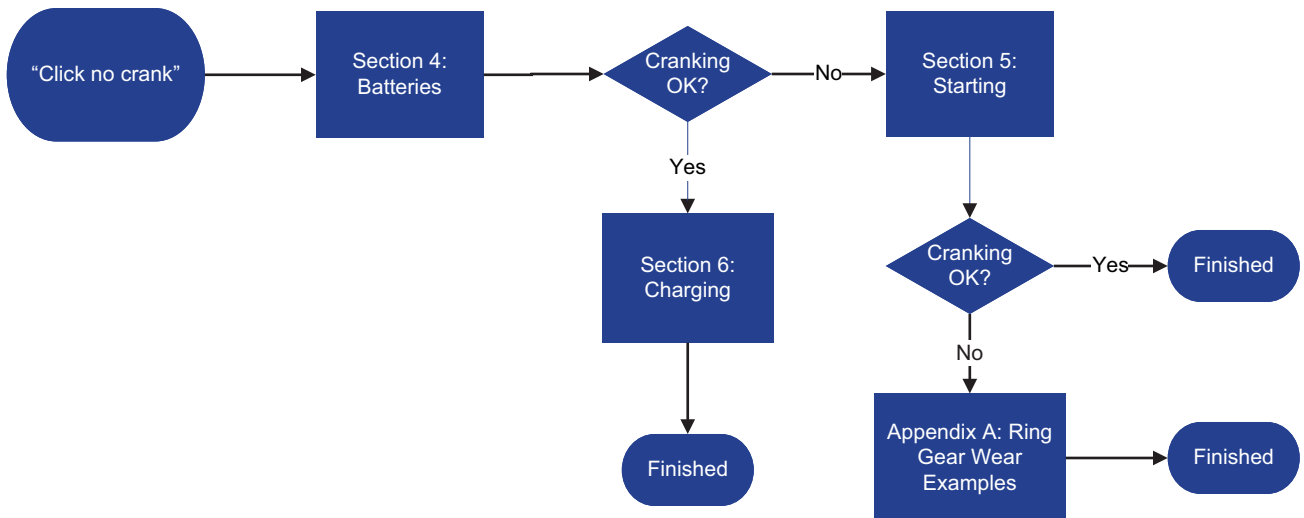 “Click no crank”
Section 4:
Batteries
Cranking
OK?
No
Section 5:
Starting
Yes
Section 6:
Charging
Finished
Cranking
OK?
Yes
Finished
No
Appendix A: Ring
Gear Wear
Examples
Finished